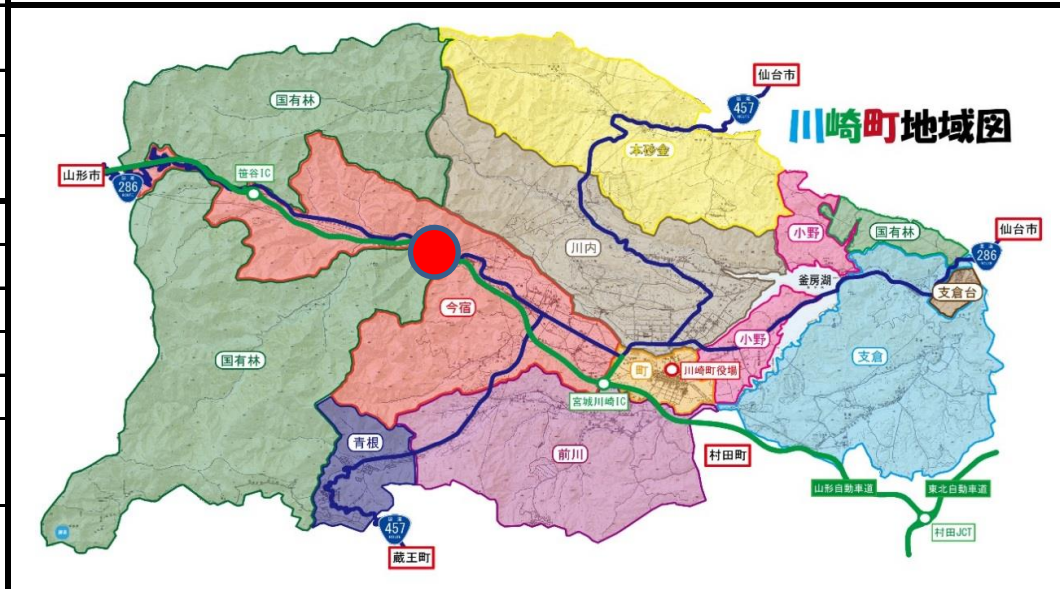 川崎町地域図
仙台市
457
国有林
本砂金
山形市
286
笹谷IC
小野
国有林
仙台市
286
川内
釜房湖
支倉台
今宿
小野
支倉
国有林
町
川崎町役場
宮城川崎IC
青根
前川
村田町
山形自動車道
東北自動車道
457
村田JCT
蔵王町